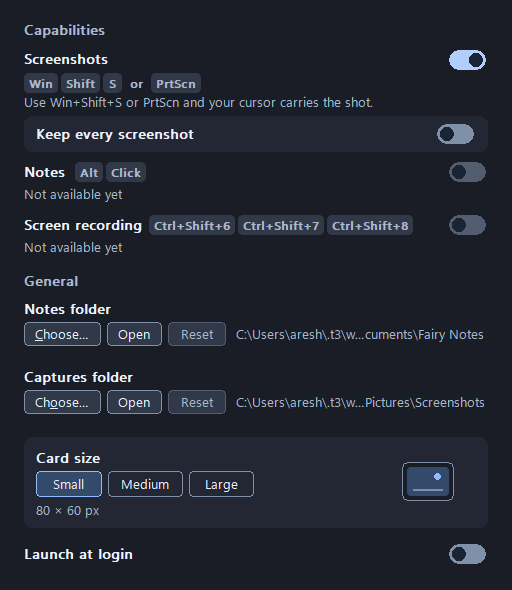 Capabilities
Screenshots
Win Shift S or PrtScn
Use Win+Shift+S or PrtScn and your cursor carries the shot.
Keep every screenshot
Notes Alt Click
Not available yet
Screen recording Ctrl+Shift+6 Ctrl+Shift+7 Ctrl+Shift+8
Not available yet
General
Notes folder
Choose... Open Reset C:\Users\aresh\.t3\w...cuments\Fairy Notes
Captures folder
Choose... Open Reset C:\Users\aresh\.t3\w...Pictures\Screenshots
Card size
Small Medium Large
80 × 60 px
Launch at login